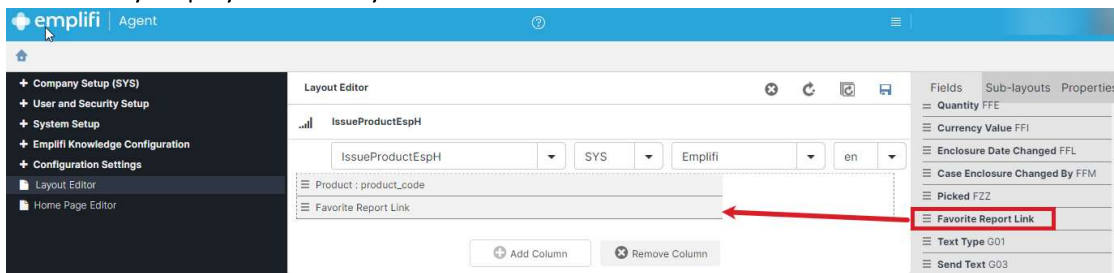 emplifi | Agent
+ Company Setup (SYS)
+ User and Security Setup
+ System Setup
+ Emplifi Knowledge Configuration
+ Configuration Settings
Layout Editor
Home Page Editor
Layout Editor
IssueProductEspH
IssueProductEspH SYS Emplifi en
Product : product_code
Favorite Report Link
Add Column Remove Column
Fields Sub-layouts Properties
Quantity FFE
Currency Value FFI
Enclosure Date Changed FFL
Case Enclosure Changed By FFM
Picked FZZ
Favorite Report Link
Text Type G01
Send Text G03